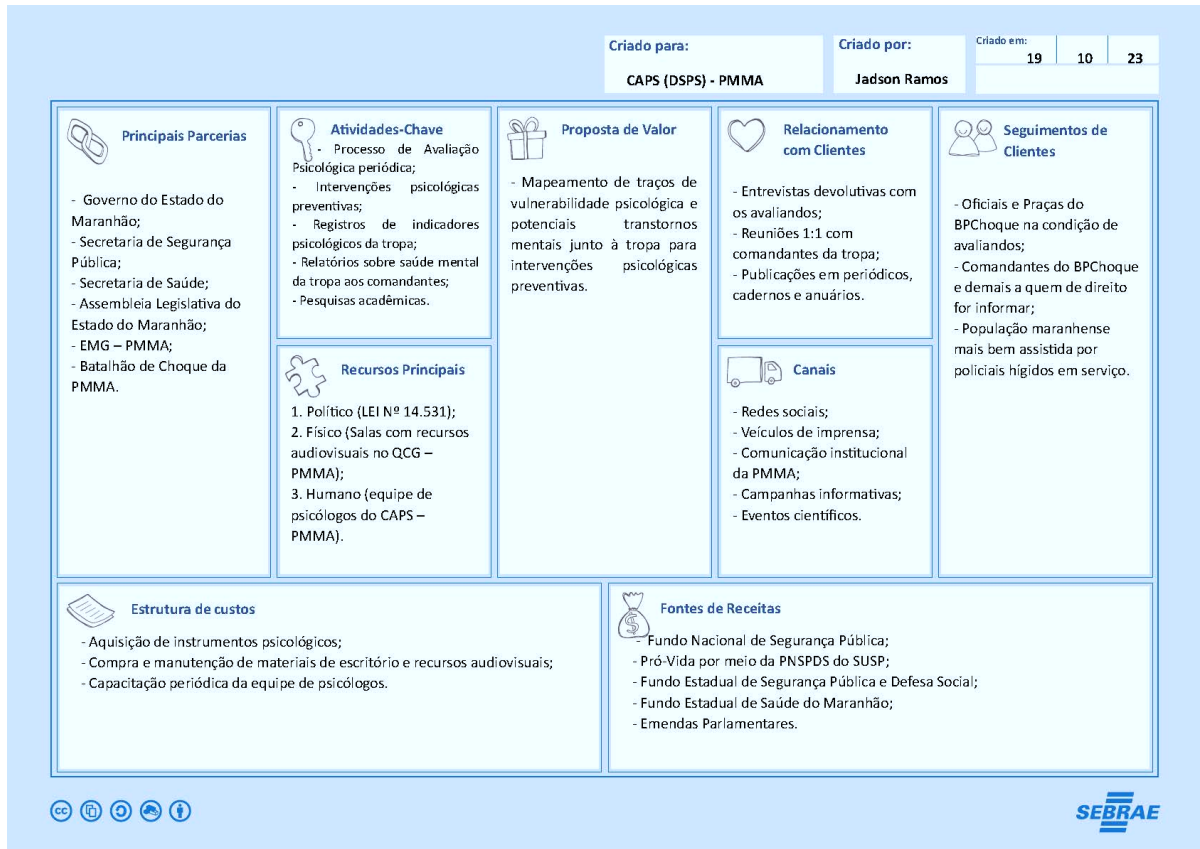 Criado para:
CAPS (DSPS) - PMMA
Criado por:
Jadson Ramos
Criado em:
19 10 23
Principais Parcerias
- Governo do Estado do
Maranhão;
- Secretaria de Segurança
Pública;
- Secretaria de Saúde;
- Assembleia Legislativa do
Estado do Maranhão;
- EMG – PMMA;
- Batalhão de Choque da
PMMA.
Atividades-Chave
- Processo de Avaliação
Psicológica periódica;
- Intervenções psicológicas
preventivas;
- Registros de indicadores
psicológicos da tropa;
- Relatórios sobre saúde mental
da tropa aos comandantes;
- Pesquisas acadêmicas.
Recursos Principais
1. Político (LEI Nº 14.531);
2. Físico (Salas com recursos
audiovisuais no QCG –
PMMA);
3. Humano (equipe de
psicólogos do CAPS –
PMMA).
Proposta de Valor
- Mapeamento de traços de
vulnerabilidade psicológica e
potenciais transtornos
mentais junto à tropa para
intervenções psicológicas
preventivas.
Relacionamento
com Clientes
- Entrevistas devolutivas com
os avaliandos;
- Reuniões 1:1 com
comandantes da tropa;
- Publicações em periódicos,
cadernos e anuários.
Canais
- Redes sociais;
- Veículos de imprensa;
- Comunicação institucional
da PMMA;
- Campanhas informativas;
- Eventos científicos.
Seguimentos de
Clientes
- Oficiais e Praças do
BPChoque na condição de
avaliandos;
- Comandantes do BPChoque
e demais a quem de direito
for informar;
- População maranhense
mais bem assistida por
policiais hígidos em serviço.
Estrutura de custos
- Aquisição de instrumentos psicológicos;
- Compra e manutenção de materiais de escritório e recursos audiovisuais;
- Capacitação periódica da equipe de psicólogos.
Fontes de Receitas
- Fundo Nacional de Segurança Pública;
- Pró-Vida por meio da PNSPDS do SUSP;
- Fundo Estadual de Segurança Pública e Defesa Social;
- Fundo Estadual de Saúde do Maranhão;
- Emendas Parlamentares.
cc
SEBRAE